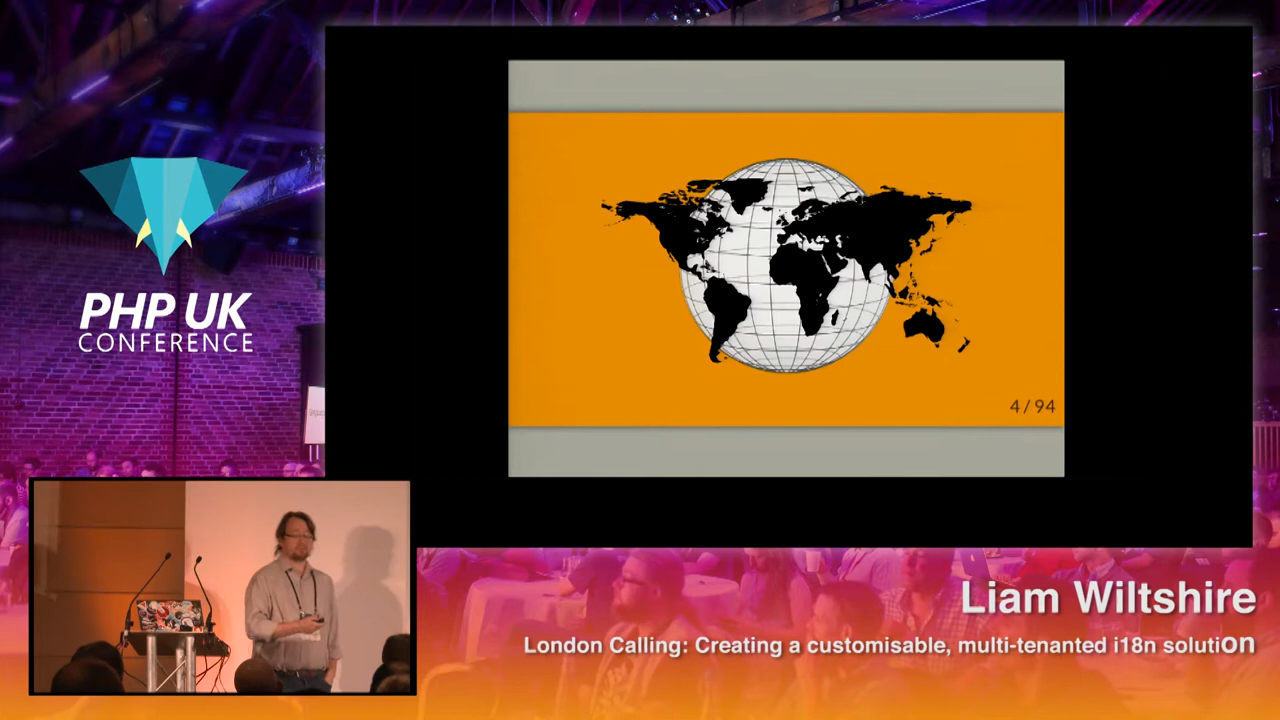 PHP UK
CONFERENCE
4 / 94
Liam Wiltshire
London Calling: Creating a customisable, multi-tenanted i18n solution